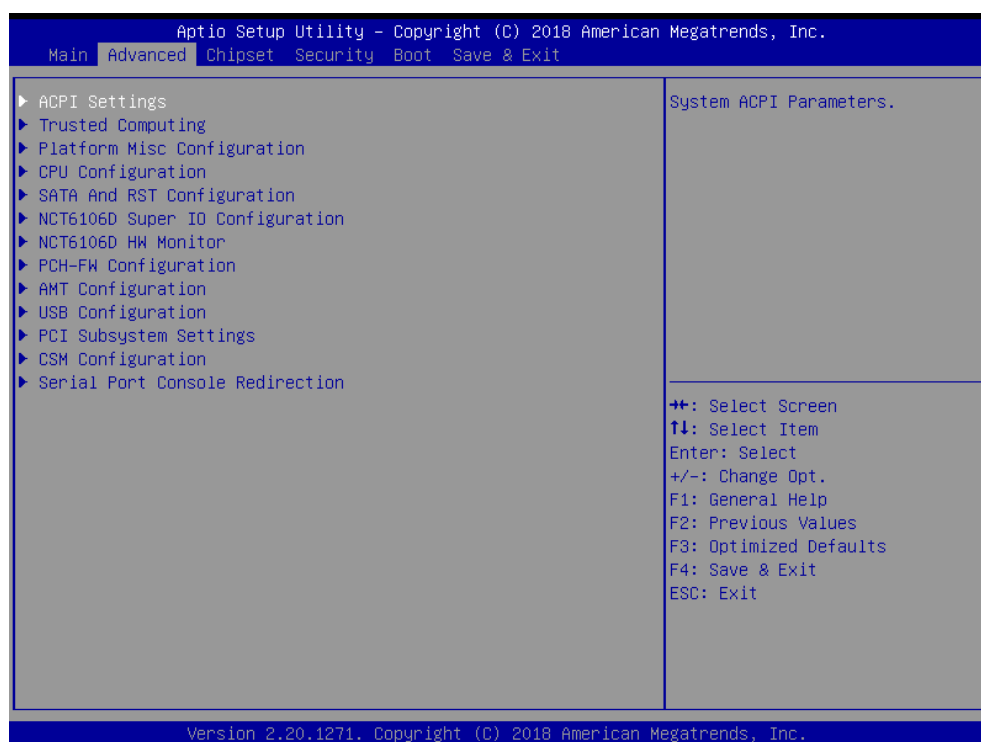 Aptio Setup Utility – Copyright (C) 2018 American Megatrends, Inc.
Main Advanced Chipset Security Boot Save & Exit
▶ ACPI Settings
▶ Trusted Computing
▶ Platform Misc Configuration
▶ CPU Configuration
▶ SATA And RST Configuration
▶ NCT6106D Super IO Configuration
▶ NCT6106D HW Monitor
▶ PCH-FW Configuration
▶ AMT Configuration
▶ USB Configuration
▶ PCI Subsystem Settings
▶ CSM Configuration
▶ Serial Port Console Redirection
System ACPI Parameters.
→←: Select Screen
↑↓: Select Item
Enter: Select
+/-: Change Opt.
F1: General Help
F2: Previous Values
F3: Optimized Defaults
F4: Save & Exit
ESC: Exit
Version 2.20.1271. Copyright (C) 2018 American Megatrends, Inc.